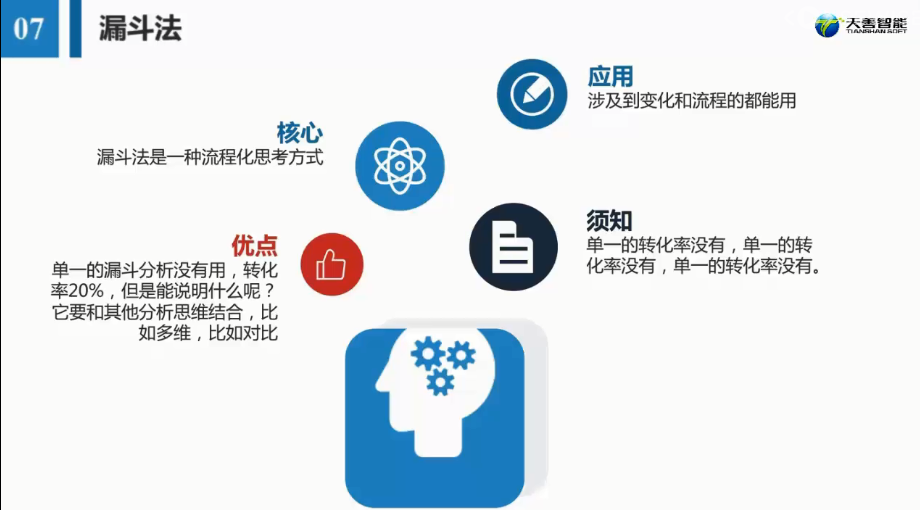 07
漏斗法
天善智能
TIANSHAN SOFT
应用
涉及到变化和流程的都能用
核心
漏斗法是一种流程化思考方式
优点
单一的漏斗分析没有用，转化
率20%，但是能说明什么呢？
它要和其他分析思维结合，比
如多维，比如对比
须知
单一的转化率没有，单一的转
化率没有，单一的转化率没有。